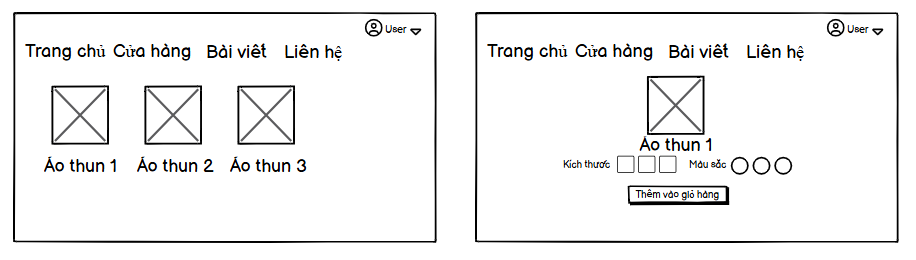 User
Trang chủ Cửa hàng Bài viết Liên hệ
Áo thun 1 Áo thun 2 Áo thun 3
User
Trang chủ Cửa hàng Bài viết Liên hệ
Áo thun 1
Kích thước Màu sắc
Thêm vào giỏ hàng